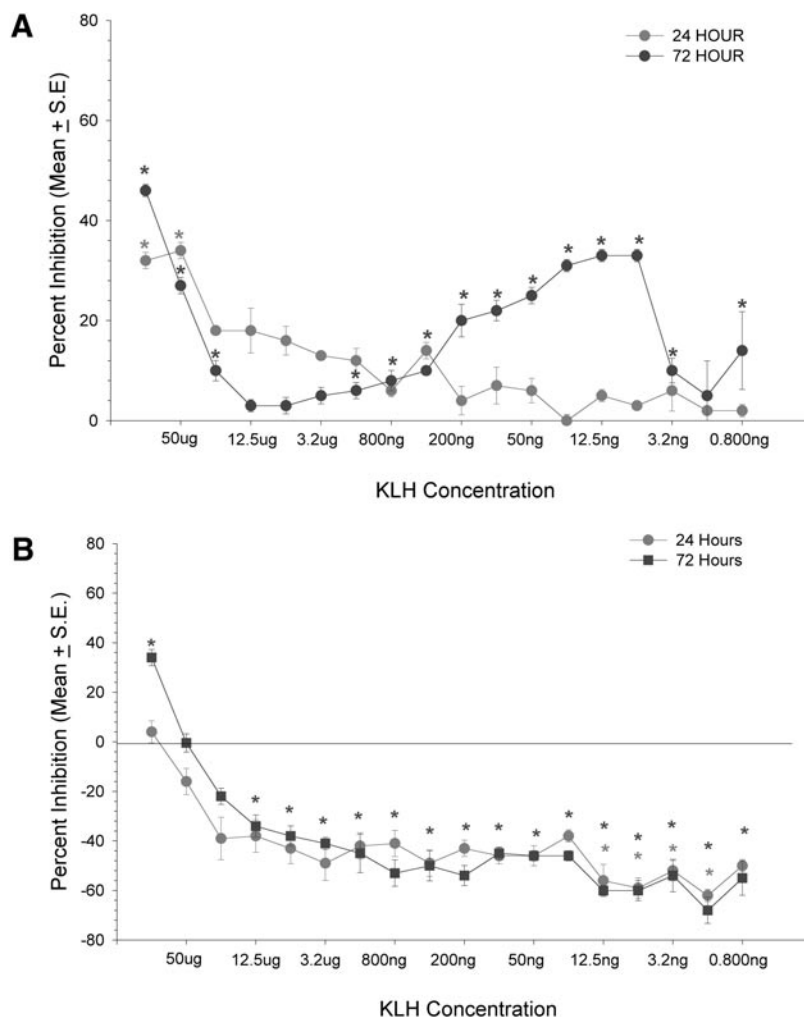 A
80
60
40
20
0
Percent Inhibition (Mean ± S.E)
24 HOUR
72 HOUR
50ug 12.5ug 3.2ug 800ng 200ng 50ng 12.5ng 3.2ng 0.800ng
KLH Concentration
B
80
60
40
20
0
-20
-40
-60
-80
Percent Inhibition (Mean ± S.E.)
24 Hours
72 Hours
50ug 12.5ug 3.2ug 800ng 200ng 50ng 12.5ng 3.2ng 0.800ng
KLH Concentration